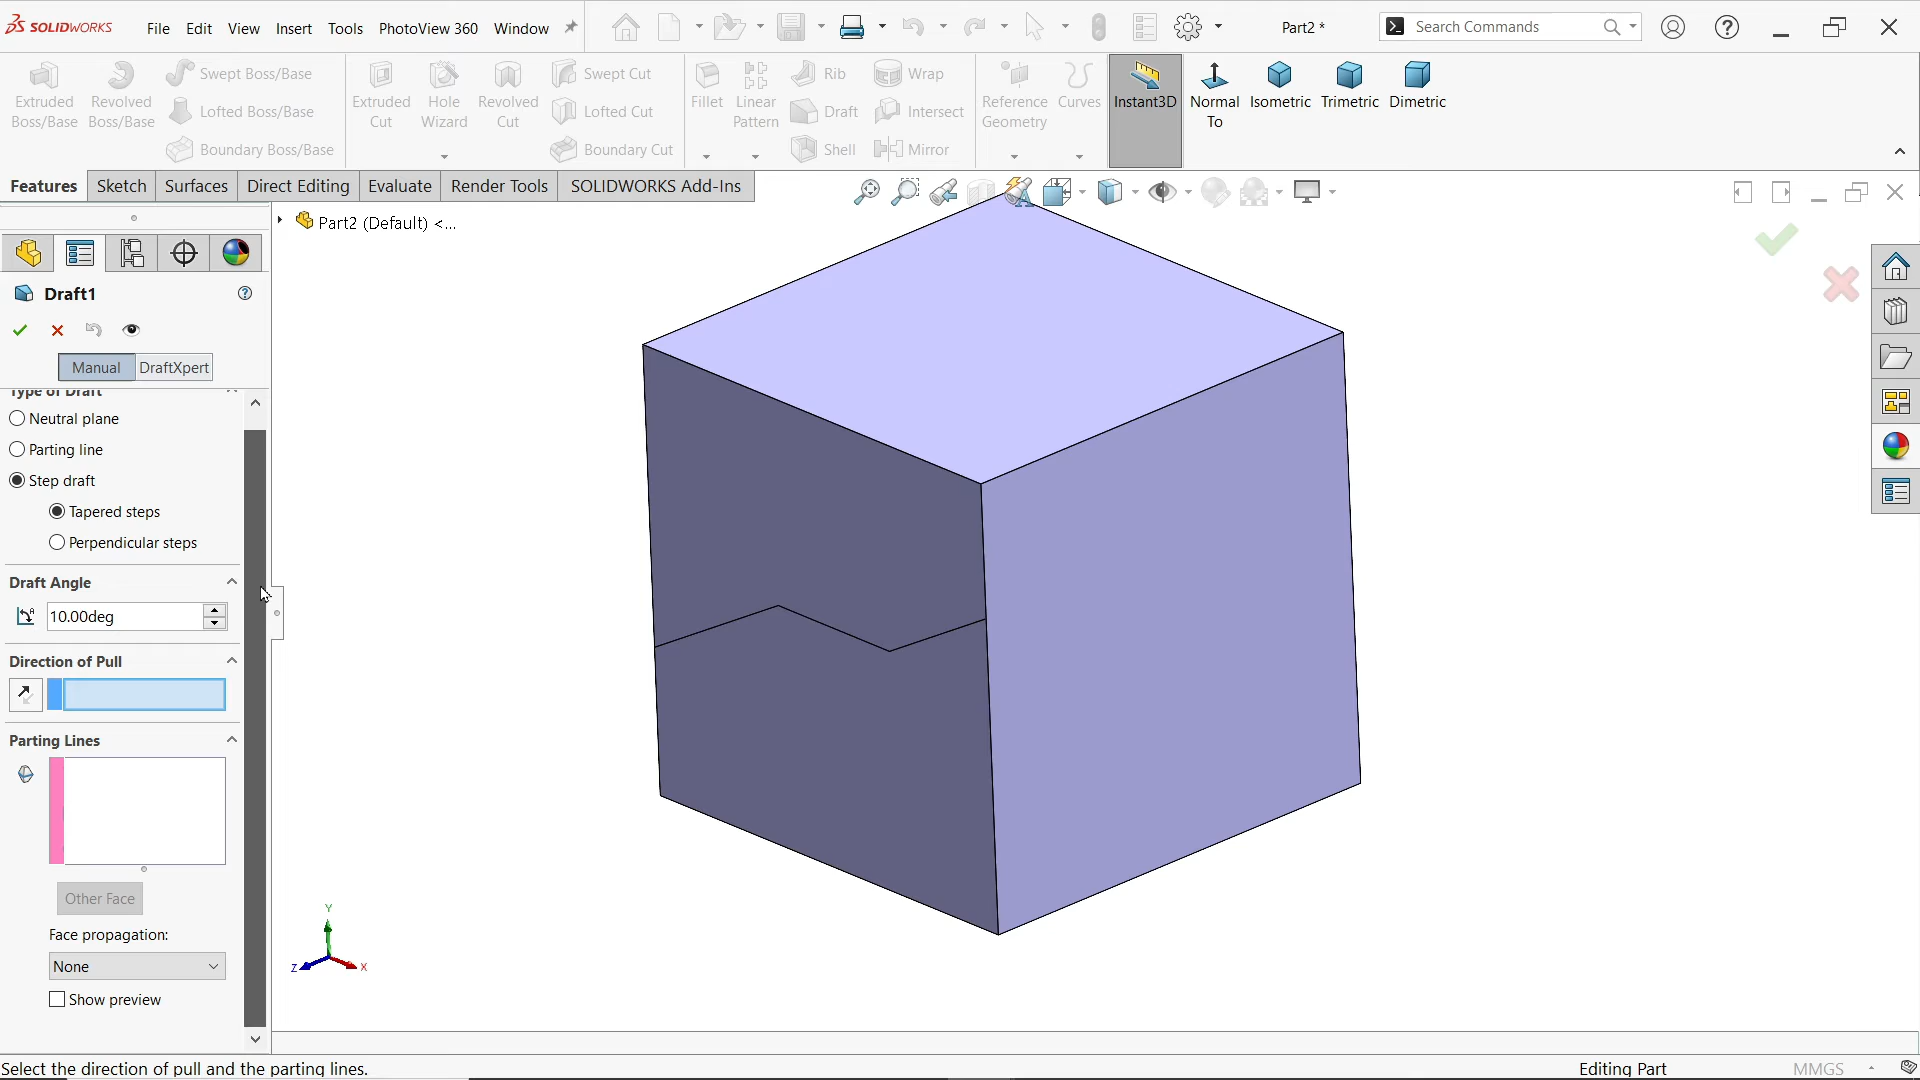 SOLIDWORKS File Edit View Insert Tools PhotoView 360 Window Part2 * Search Commands
Extruded Boss/Base
Revolved Boss/Base
Swept Boss/Base
Lofted Boss/Base
Boundary Boss/Base
Extruded Cut
Hole Wizard
Revolved Cut
Swept Cut
Lofted Cut
Boundary Cut
Fillet
Linear Pattern
Rib
Draft
Shell
Wrap
Intersect
Mirror
Reference Geometry
Curves
Instant3D
Normal To
Isometric
Trimetric
Dimetric
Features Sketch Surfaces Direct Editing Evaluate Render Tools SOLIDWORKS Add-Ins
Part2 (Default) <...
Draft1
Manual DraftXpert
Type of Draft
Neutral plane
Parting line
Step draft
Tapered steps
Perpendicular steps
Draft Angle
10.00deg
Direction of Pull
Parting Lines
Other Face
Face propagation:
None
Show preview
Y
Z X
Select the direction of pull and the parting lines. Editing Part MMGS